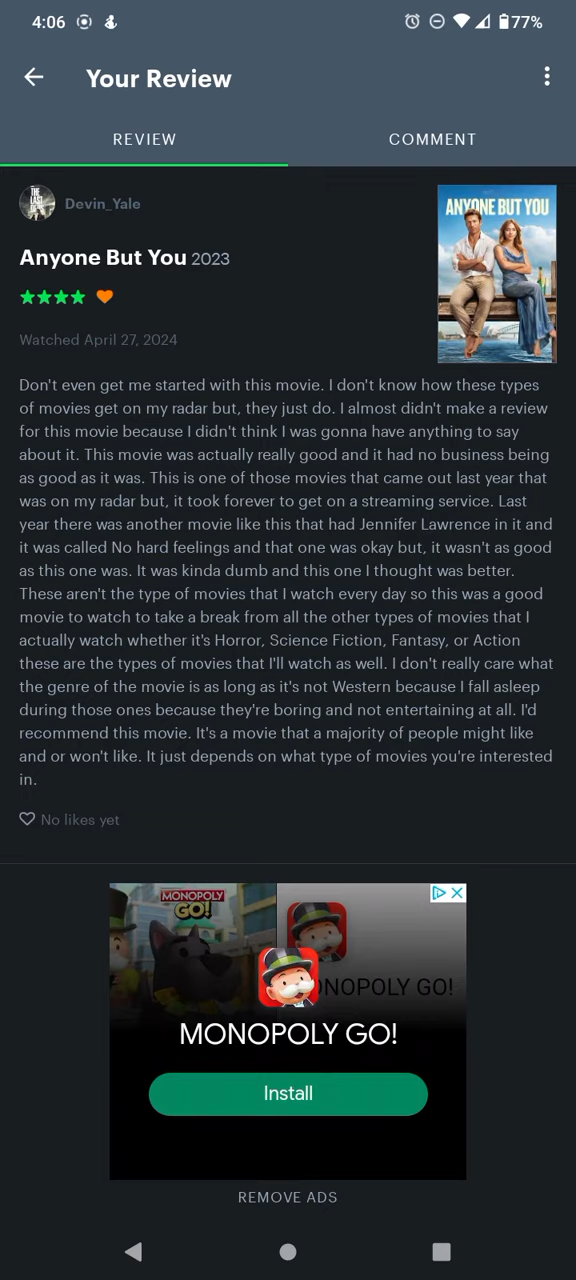 4:06
77%
Your Review
REVIEW
COMMENT
THE LAST
Devin_Yale
ANYONE BUT YOU
Anyone But You 2023
Watched April 27, 2024
Don't even get me started with this movie. I don't know how these types
of movies get on my radar but, they just do. I almost didn't make a review
for this movie because I didn't think I was gonna have anything to say
about it. This movie was actually really good and it had no business being
as good as it was. This is one of those movies that came out last year that
was on my radar but, it took forever to get on a streaming service. Last
year there was another movie like this that had Jennifer Lawrence in it and
it was called No hard feelings and that one was okay but, it wasn't as good
as this one was. It was kinda dumb and this one I thought was better.
These aren't the type of movies that I watch every day so this was a good
movie to watch to take a break from all the other types of movies that I
actually watch whether it's Horror, Science Fiction, Fantasy, or Action
these are the types of movies that I'll watch as well. I don't really care what
the genre of the movie is as long as it's not Western because I fall asleep
during those ones because they're boring and not entertaining at all. I'd
recommend this movie. It's a movie that a majority of people might like
and or won't like. It just depends on what type of movies you're interested
in.
No likes yet
MONOPOLY
GO!
ONOPOLY GO!
MONOPOLY GO!
Install
REMOVE ADS